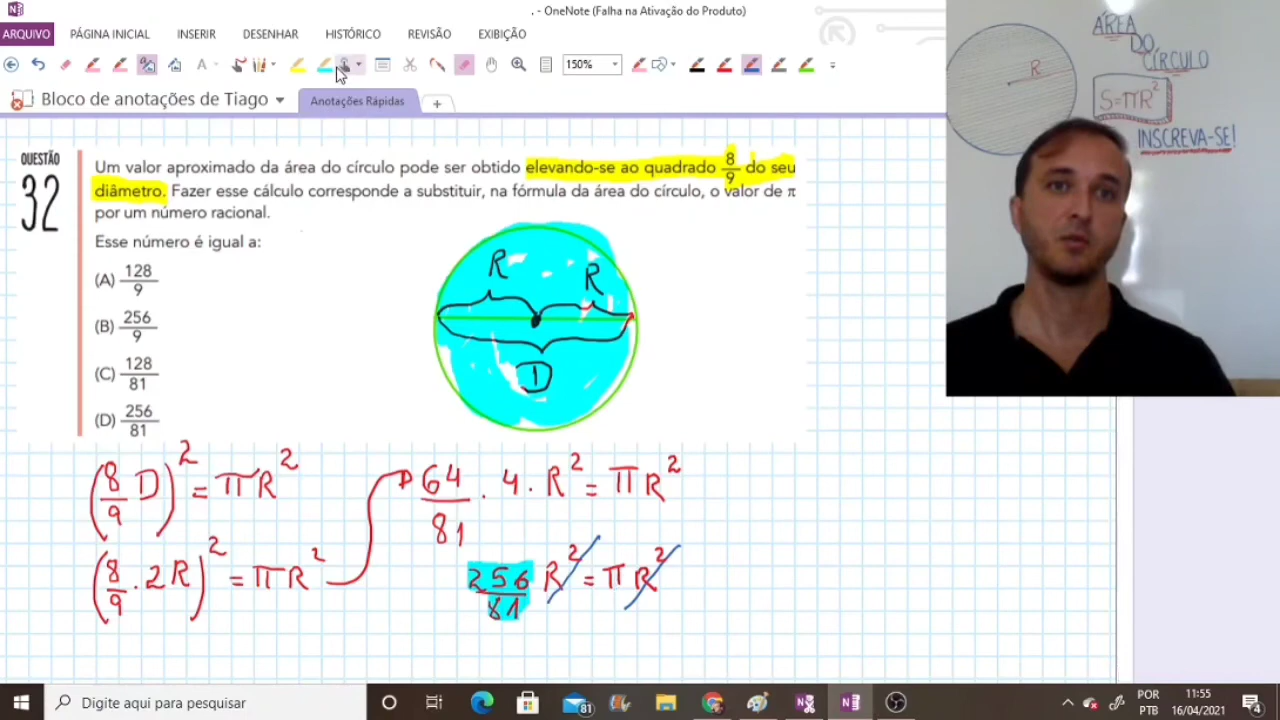 . - OneNote (Falha na Ativação do Produto)
ARQUIVO PÁGINA INICIAL INSERIR DESENHAR HISTÓRICO REVISÃO EXIBIÇÃO
A 150%
Bloco de anotações de Tiago Anotações Rápidas +
ÁREA
DO
CÍRCULO
R
S=πR²
INSCREVA-SE!
QUESTÃO
32
Um valor aproximado da área do círculo pode ser obtido elevando-se ao quadrado 8/9 do seu
diâmetro. Fazer esse cálculo corresponde a substituir, na fórmula da área do círculo, o valor de π
por um número racional.
Esse número é igual a:
(A) 128/9
(B) 256/9
(C) 128/81
(D) 256/81
R R
D
(8/9 D)² = πR²
(8/9 . 2R)² = πR²
64/81 . 4 . R² = πR²
256/81 R² = πR²
Digite aqui para pesquisar
81
POR
PTB
11:55
16/04/2021
4